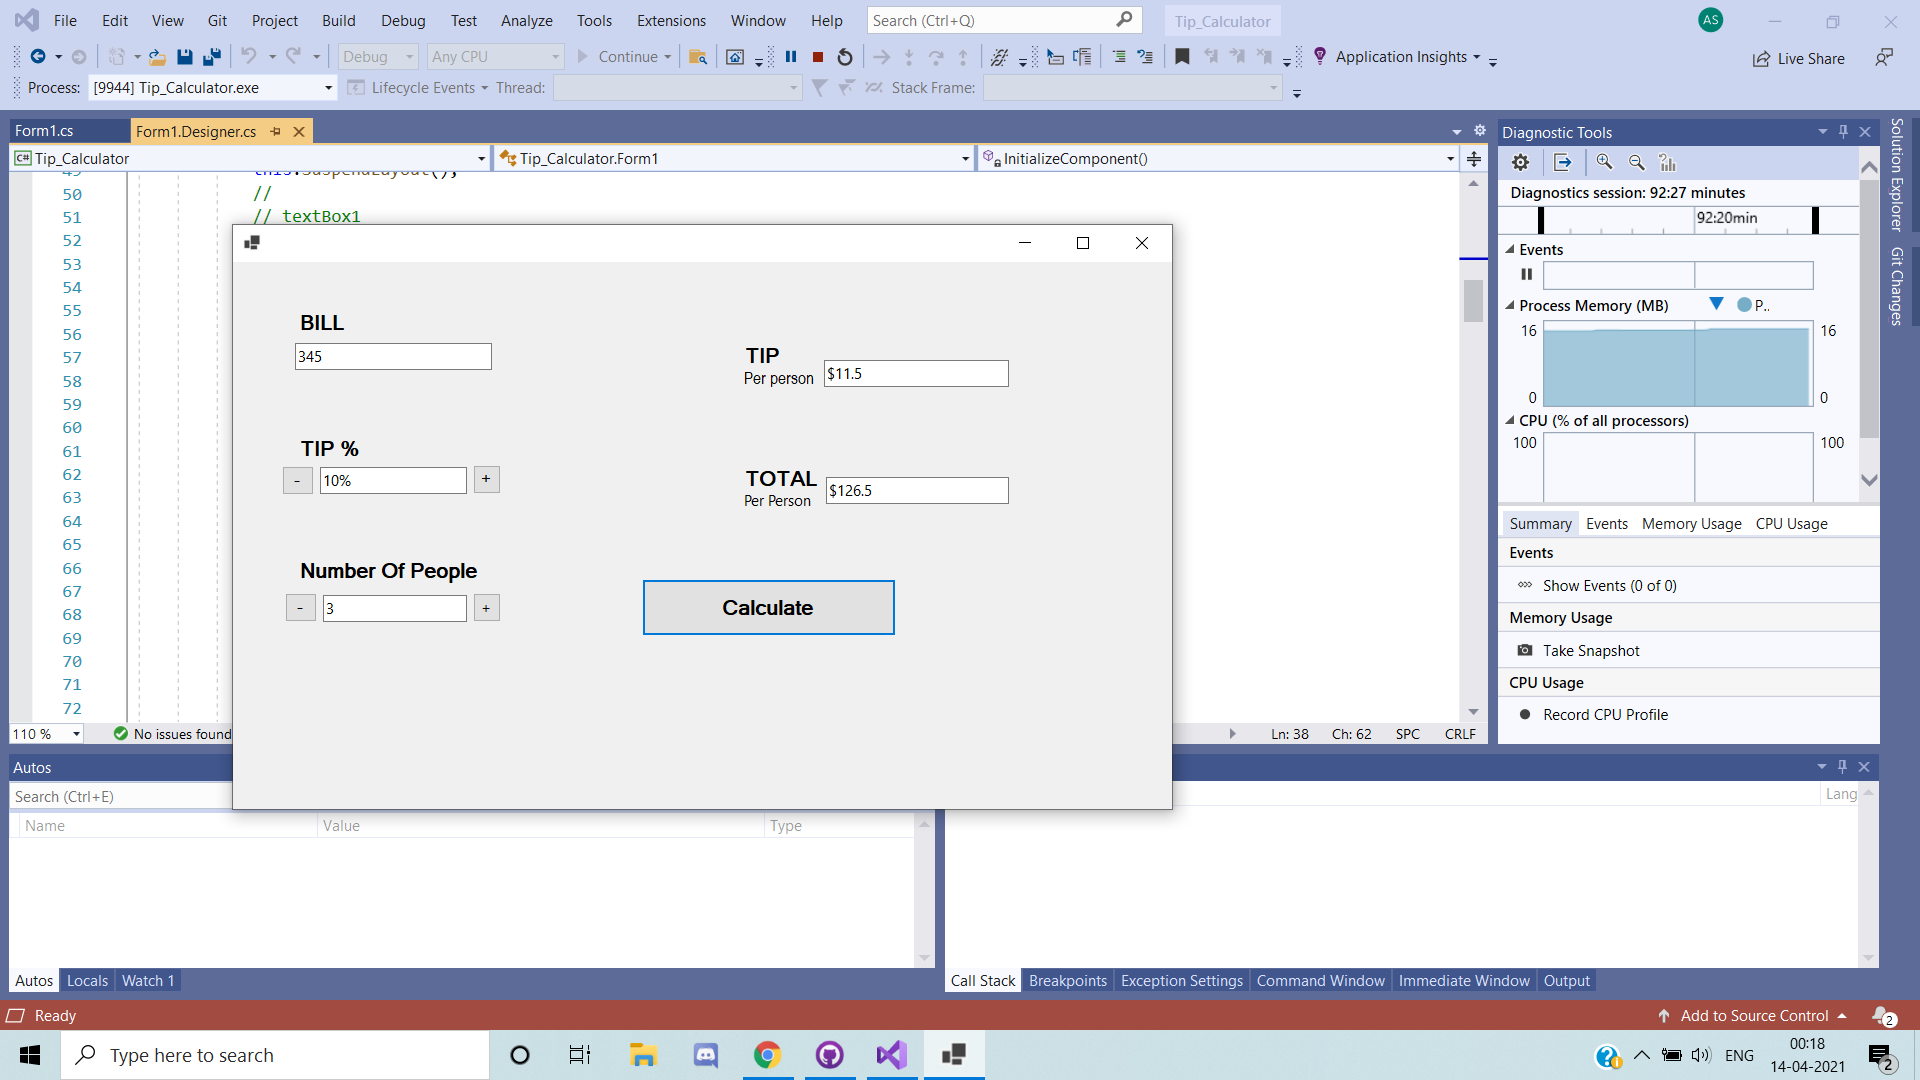 File Edit View Git Project Build Debug Test Analyze Tools Extensions Window Help Search (Ctrl+Q) Tip_Calculator AS
Debug Any CPU Continue Application Insights Live Share
Process: [9944] Tip_Calculator.exe Lifecycle Events Thread: Stack Frame:
Form1.cs Form1.Designer.cs
Tip_Calculator Tip_Calculator.Form1 InitializeComponent()
49 this.SuspendLayout();
50 //
51 // textBox1
52
53
54
55
56
57
58
59
60
61
62
63
64
65
66
67
68
69
70
71
72
BILL
345
TIP
Per person $11.5
TIP %
- 10% +
TOTAL
Per Person $126.5
Number Of People
- 3 +
Calculate
110 % No issues found Ln: 38 Ch: 62 SPC CRLF
Diagnostic Tools
Diagnostics session: 92:27 minutes
92:20min
Events
Process Memory (MB) P..
16 16
0 0
CPU (% of all processors)
100 100
Summary Events Memory Usage CPU Usage
Events
Show Events (0 of 0)
Memory Usage
Take Snapshot
CPU Usage
Record CPU Profile
Solution Explorer
Git Changes
Autos
Search (Ctrl+E)
Name Value Type
Lang
Autos Locals Watch 1
Call Stack Breakpoints Exception Settings Command Window Immediate Window Output
Ready Add to Source Control 2
Type here to search ENG 00:18
14-04-2021 2